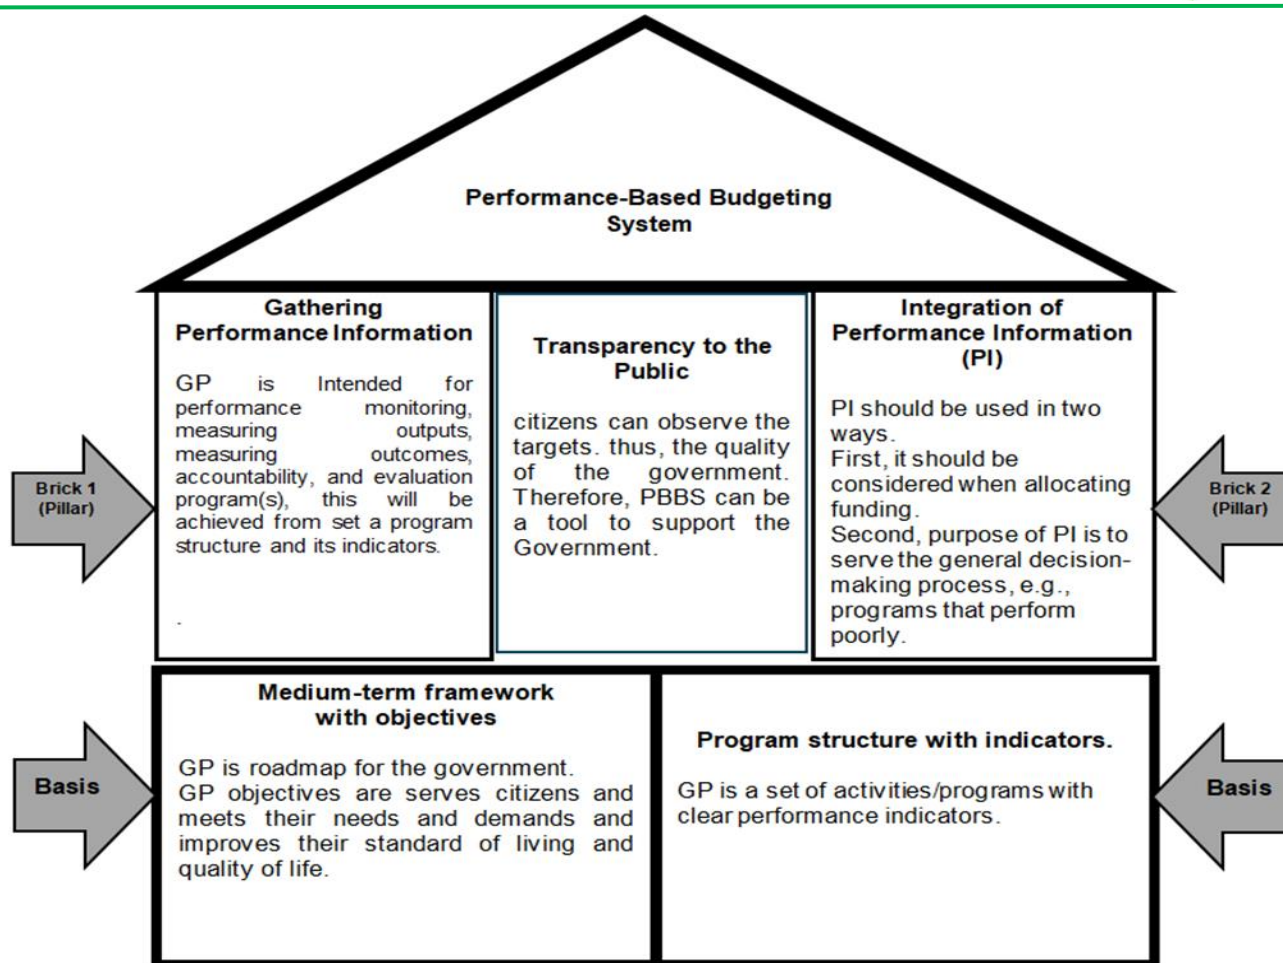 Performance-Based Budgeting
System
Gathering
Performance Information
GP is Intended for
performance monitoring,
measuring outputs,
measuring outcomes,
accountability, and evaluation
program(s), this will be
achieved from set a program
structure and its indicators.
.
Transparency to the
Public
citizens can observe the
targets. thus, the quality
of the government.
Therefore, PBBS can be
a tool to support the
Government.
Integration of
Performance Information
(PI)
PI should be used in two
ways.
First, it should be
considered when allocating
funding.
Second, purpose of PI is to
serve the general decision-
making process, e.g.,
programs that perform
poorly.
Brick 1
(Pillar)
Brick 2
(Pillar)
Medium-term framework
with objectives
GP is roadmap for the government.
GP objectives are serves citizens and
meets their needs and demands and
improves their standard of living and
quality of life.
Program structure with indicators.
GP is a set of activities/programs with
clear performance indicators.
Basis
Basis